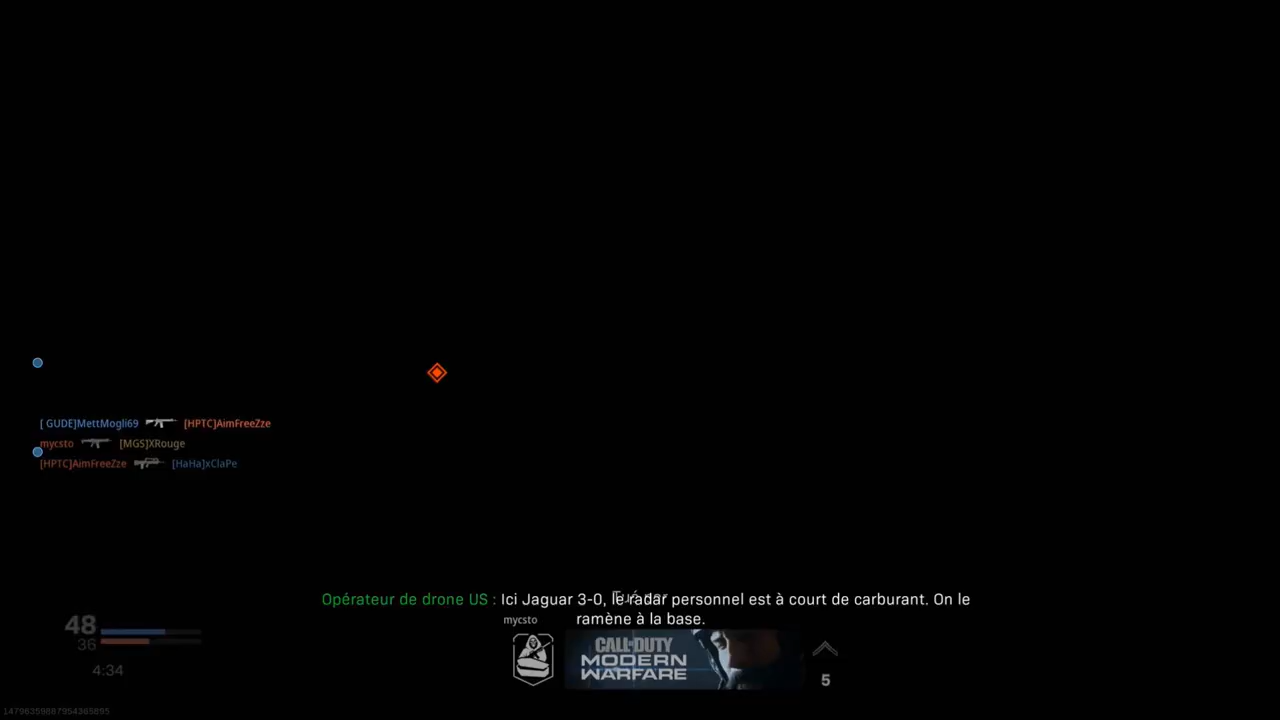 [ GUDE]MettMogli69 [HPTC]AimFreeZze
mycsto [MGS]XRouge
[HPTC]AimFreeZze [HaHa]xClaPe
Opérateur de drone US : Ici Jaguar 3-0, le radar personnel est à court de carburant. On le
ramène à la base.
mycsto
48
36
4:34
CALL OF DUTY
MODERN
WARFARE
5